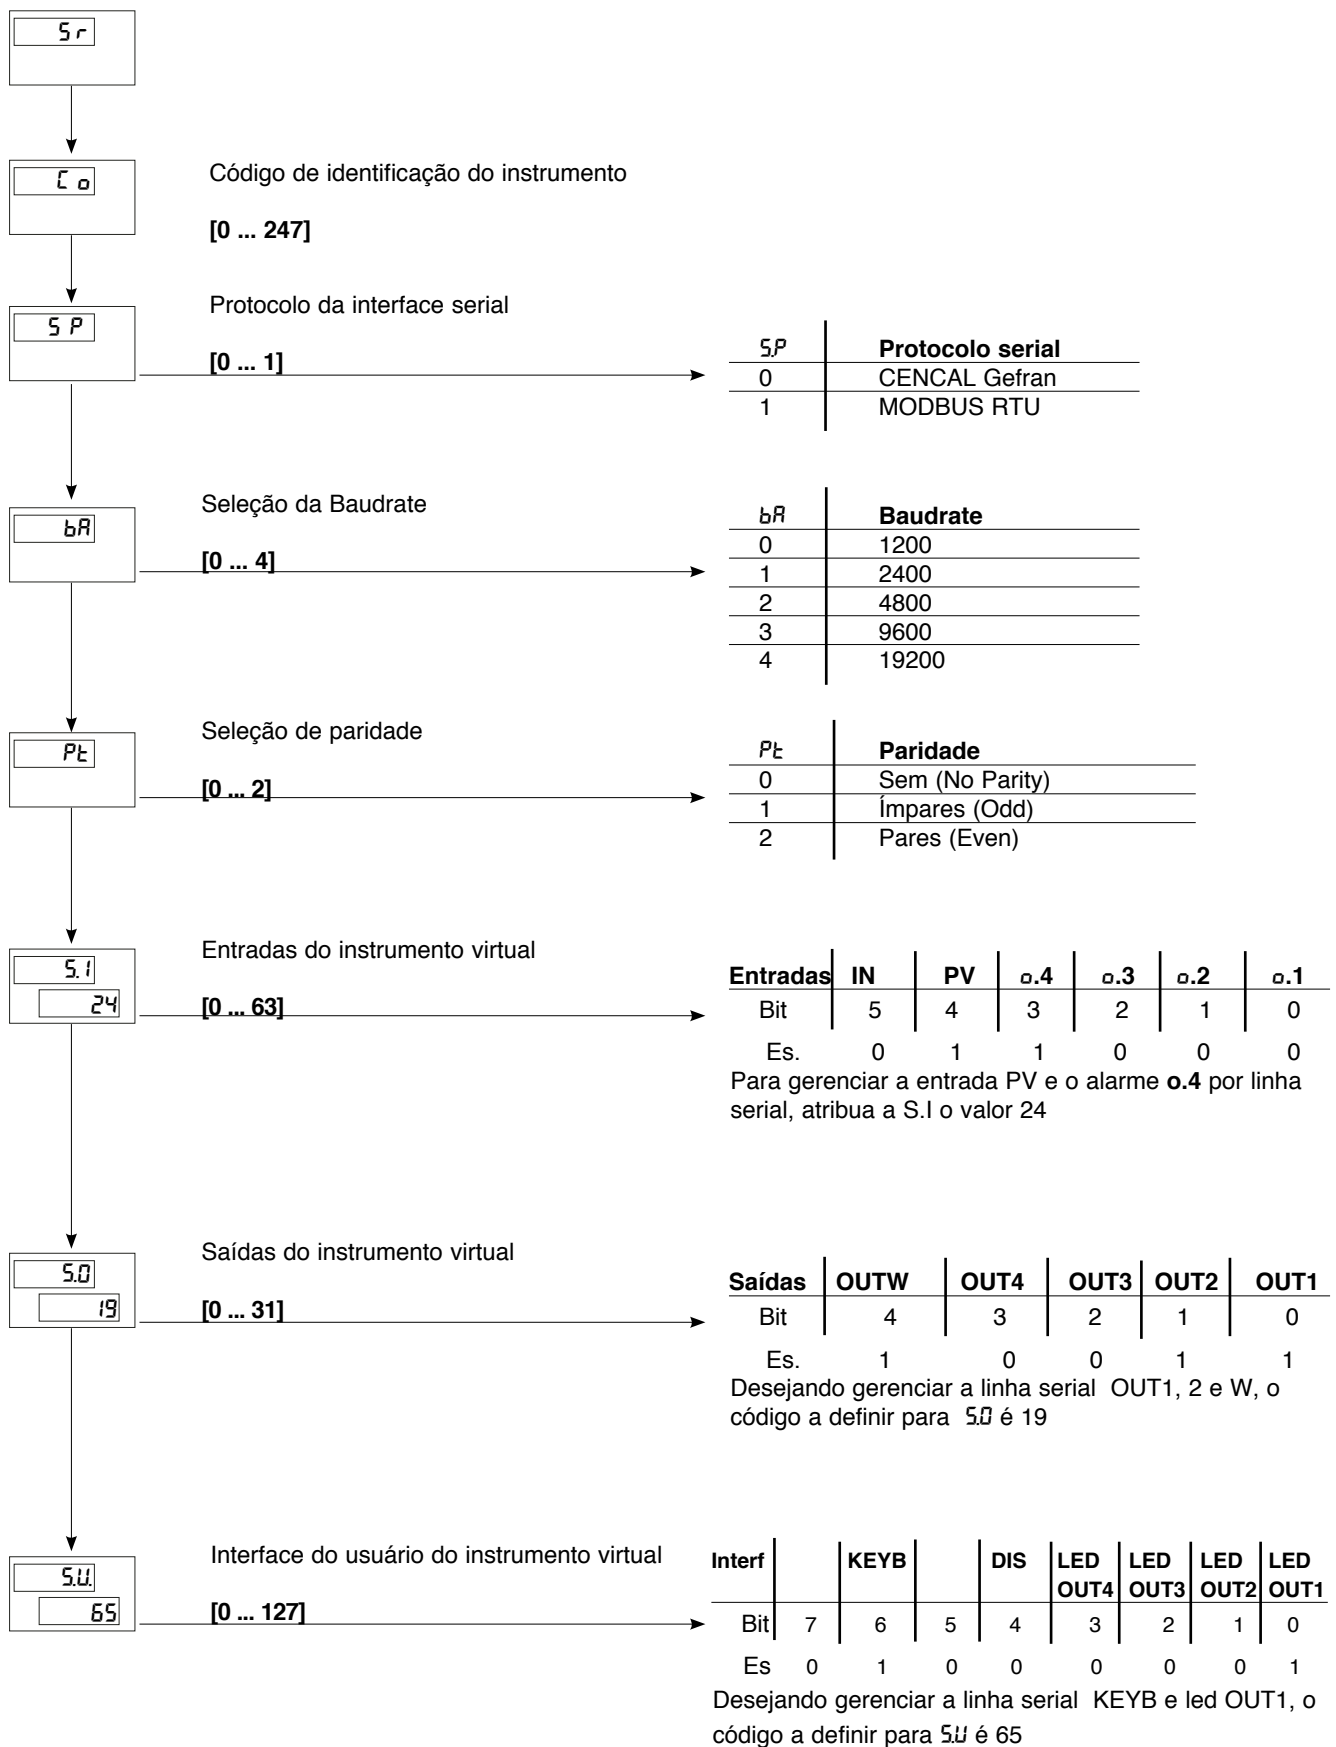 Sr
Co
Código de identificação do instrumento
[0 ... 247]
SP
Protocolo da interface serial
[0 ... 1]
S.P Protocolo serial
0 CENCAL Gefran
1 MODBUS RTU
bA
Seleção da Baudrate
[0 ... 4]
bA Baudrate
0 1200
1 2400
2 4800
3 9600
4 19200
Pt
Seleção de paridade
[0 ... 2]
Pt Paridade
0 Sem (No Parity)
1 Ímpares (Odd)
2 Pares (Even)
S.I
24
Entradas do instrumento virtual
[0 ... 63]
Entradas IN PV o.4 o.3 o.2 o.1
Bit 5 4 3 2 1 0
Es. 0 1 1 0 0 0
Para gerenciar a entrada PV e o alarme o.4 por linha
serial, atribua a S.I o valor 24
S.O
19
Saídas do instrumento virtual
[0 ... 31]
Saídas OUTW OUT4 OUT3 OUT2 OUT1
Bit 4 3 2 1 0
Es. 1 0 0 1 1
Desejando gerenciar a linha serial OUT1, 2 e W, o
código a definir para S.O é 19
S.U.
65
Interface do usuário do instrumento virtual
[0 ... 127]
Interf KEYB DIS LED LED LED LED
OUT4 OUT3 OUT2 OUT1
Bit 7 6 5 4 3 2 1 0
Es 0 1 0 0 0 0 0 1
Desejando gerenciar a linha serial KEYB e led OUT1, o
código a definir para S.U é 65